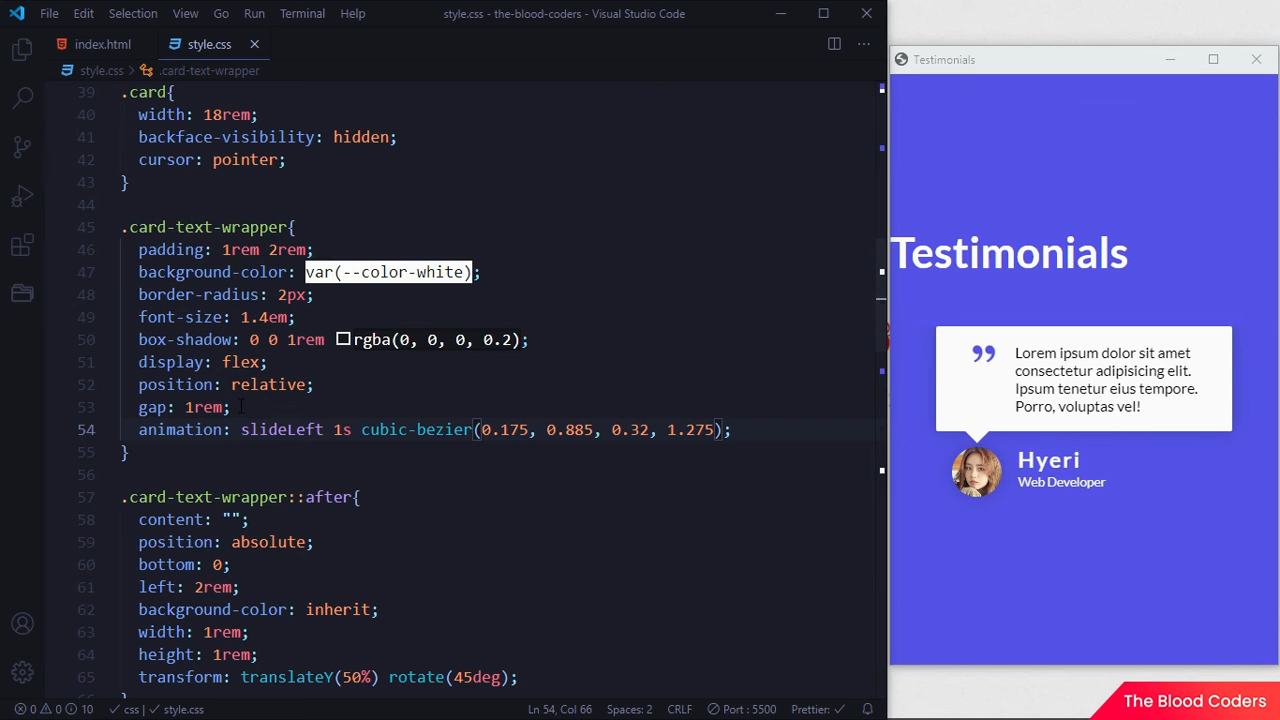 File Edit Selection View Go Run Terminal Help style.css - the-blood-coders - Visual Studio Code
index.html style.css
style.css .card-text-wrapper
39 .card{
40 width: 18rem;
41 backface-visibility: hidden;
42 cursor: pointer;
43 }
44
45 .card-text-wrapper{
46 padding: 1rem 2rem;
47 background-color: var(--color-white);
48 border-radius: 2px;
49 font-size: 1.4em;
50 box-shadow: 0 0 1rem rgba(0, 0, 0, 0.2);
51 display: flex;
52 position: relative;
53 gap: 1rem;
54 animation: slideLeft 1s cubic-bezier(0.175, 0.885, 0.32, 1.275);
55 }
56
57 .card-text-wrapper::after{
58 content: "";
59 position: absolute;
60 bottom: 0;
61 left: 2rem;
62 background-color: inherit;
63 width: 1rem;
64 height: 1rem;
65 transform: translateY(50%) rotate(45deg);
0 0 10 css style.css Ln 54, Col 66 Spaces: 2 CRLF Port : 5500 Prettier: ✓
Testimonials
Testimonials
Lorem ipsum dolor sit amet
consectetur adipisicing elit.
Ipsum tenetur eius tempore.
Porro, voluptas vel!
Hyeri
Web Developer
The Blood Coders